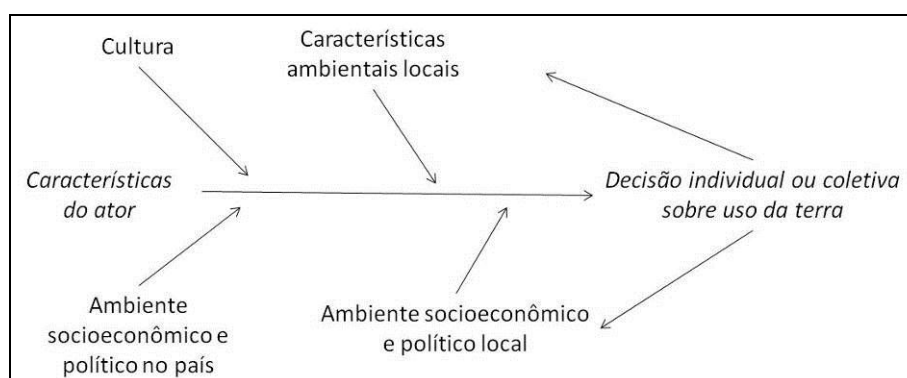 Cultura
Características
ambientais locais
Características
do ator
Decisão individual ou coletiva
sobre uso da terra
Ambiente
socioeconômico e
político no país
Ambiente socioeconômico
e político local